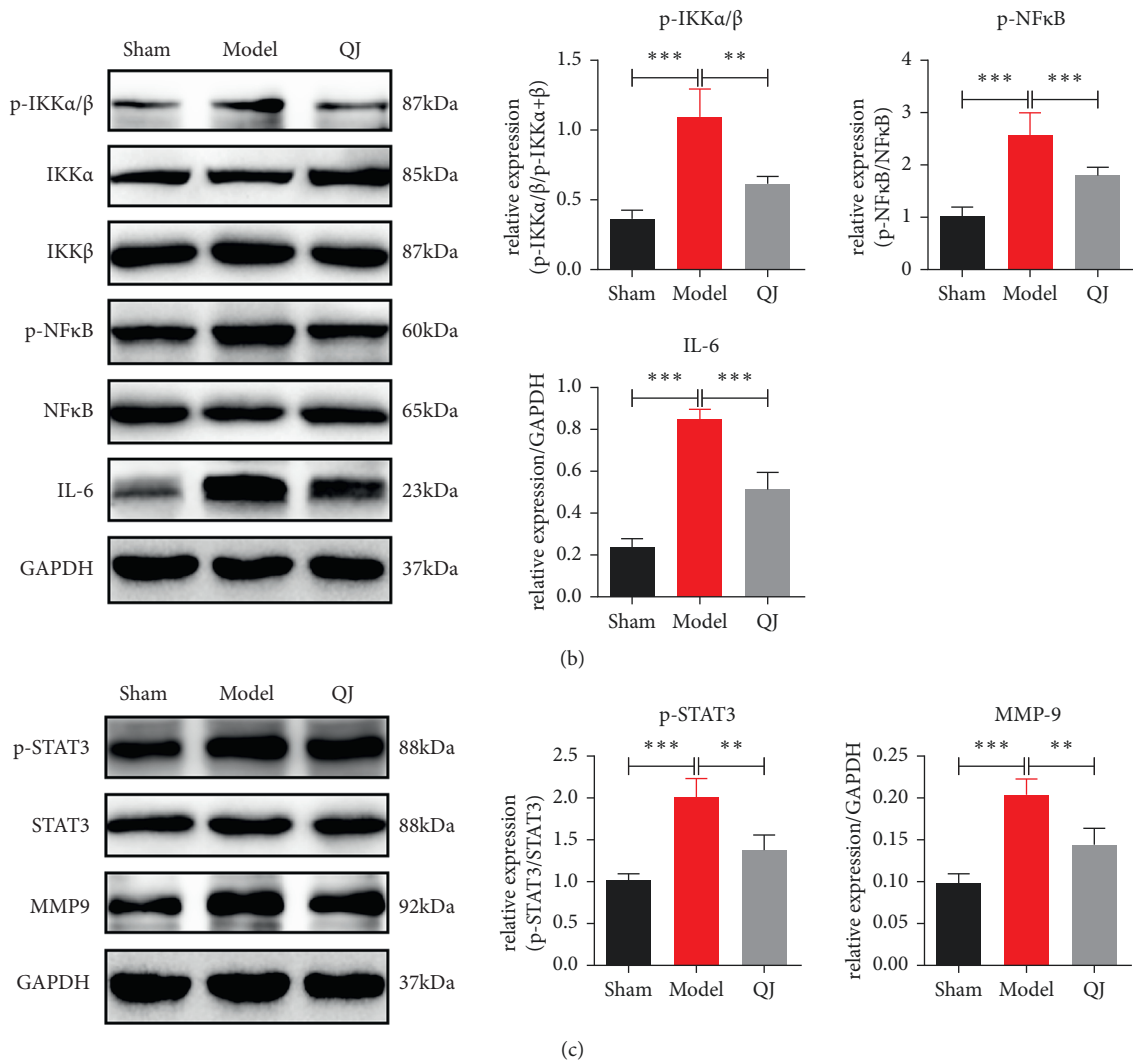 Sham Model QJ
p-IKKα/β 87kDa
IKKα 85kDa
IKKβ 87kDa
p-NFκB 60kDa
NFκB 65kDa
IL-6 23kDa
GAPDH 37kDa
p-IKKα/β
*** **
relative expression
(p-IKKα/β/p-IKKα+β)
1.5
1.0
0.5
0.0
Sham Model QJ
p-NFκB
*** ***
relative expression
(p-NFκB/NFκB)
4
3
2
1
0
Sham Model QJ
IL-6
*** ***
relative expression/GAPDH
1.0
0.8
0.6
0.4
0.2
0.0
Sham Model QJ
(b)
Sham Model QJ
p-STAT3 88kDa
STAT3 88kDa
MMP9 92kDa
GAPDH 37kDa
p-STAT3
*** **
relative expression
(p-STAT3/STAT3)
2.5
2.0
1.5
1.0
0.5
0.0
Sham Model QJ
MMP-9
*** **
relative expression/GAPDH
0.25
0.20
0.15
0.10
0.05
0.00
Sham Model QJ
(c)